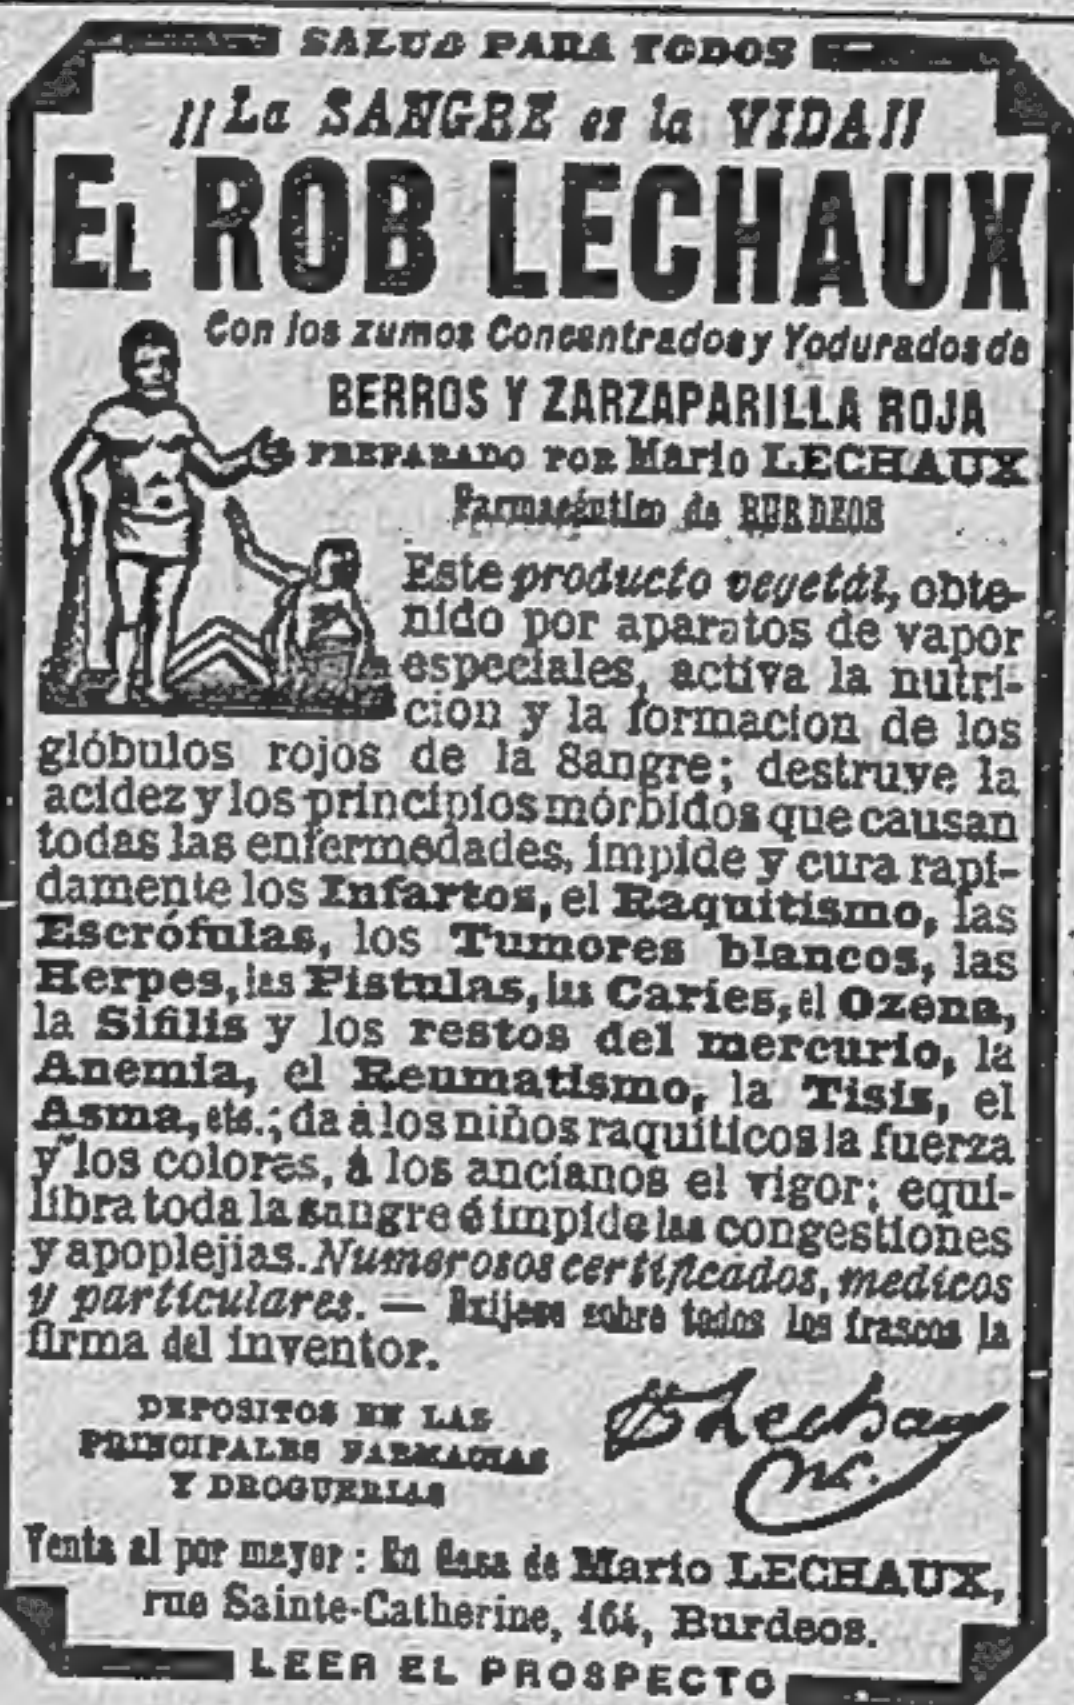 SALUD PARA TODOS
¡¡La SANGRE es la VIDA!!
EL ROB LECHAUX
Con los zumos Concentrados y Yodurados de
BERROS Y ZARZAPARILLA ROJA
PREPARADO POR Mario LECHAUX
Farmacéutico de BURDEOS
Este producto vegetál, obte-
nido por aparatos de vapor
especiales, activa la nutri-
cion y la formacion de los
glóbulos rojos de la Sangre; destruye la
acidez y los principios mórbidos que causan
todas las enfermedades, impide y cura rapi-
damente los Infartos, el Raquitismo, las
Escrófulas, los Tumores blancos, las
Herpes, las Fistulas, las Caries, el Ozena,
la Sifilis y los restos del mercurio, la
Anemia, el Reumatismo, la Tisis, el
Asma, etc.; da á los niños raquiticos la fuerza
y los colores, á los ancianos el vigor; equi-
libra toda la sangre é impide las congestiones
y apoplejias. Numerosos certificados, medicos
y particulares. — Exijase sobre todos los frascos la
firma del inventor.
DEPOSITOS EN LAS
PRINCIPALES FARMACIAS
Y DROGUERIAS
Lechaux
Venta al por mayor : En Casa de Mario LECHAUX,
rue Sainte-Catherine, 164, Burdeos.
LEER EL PROSPECTO